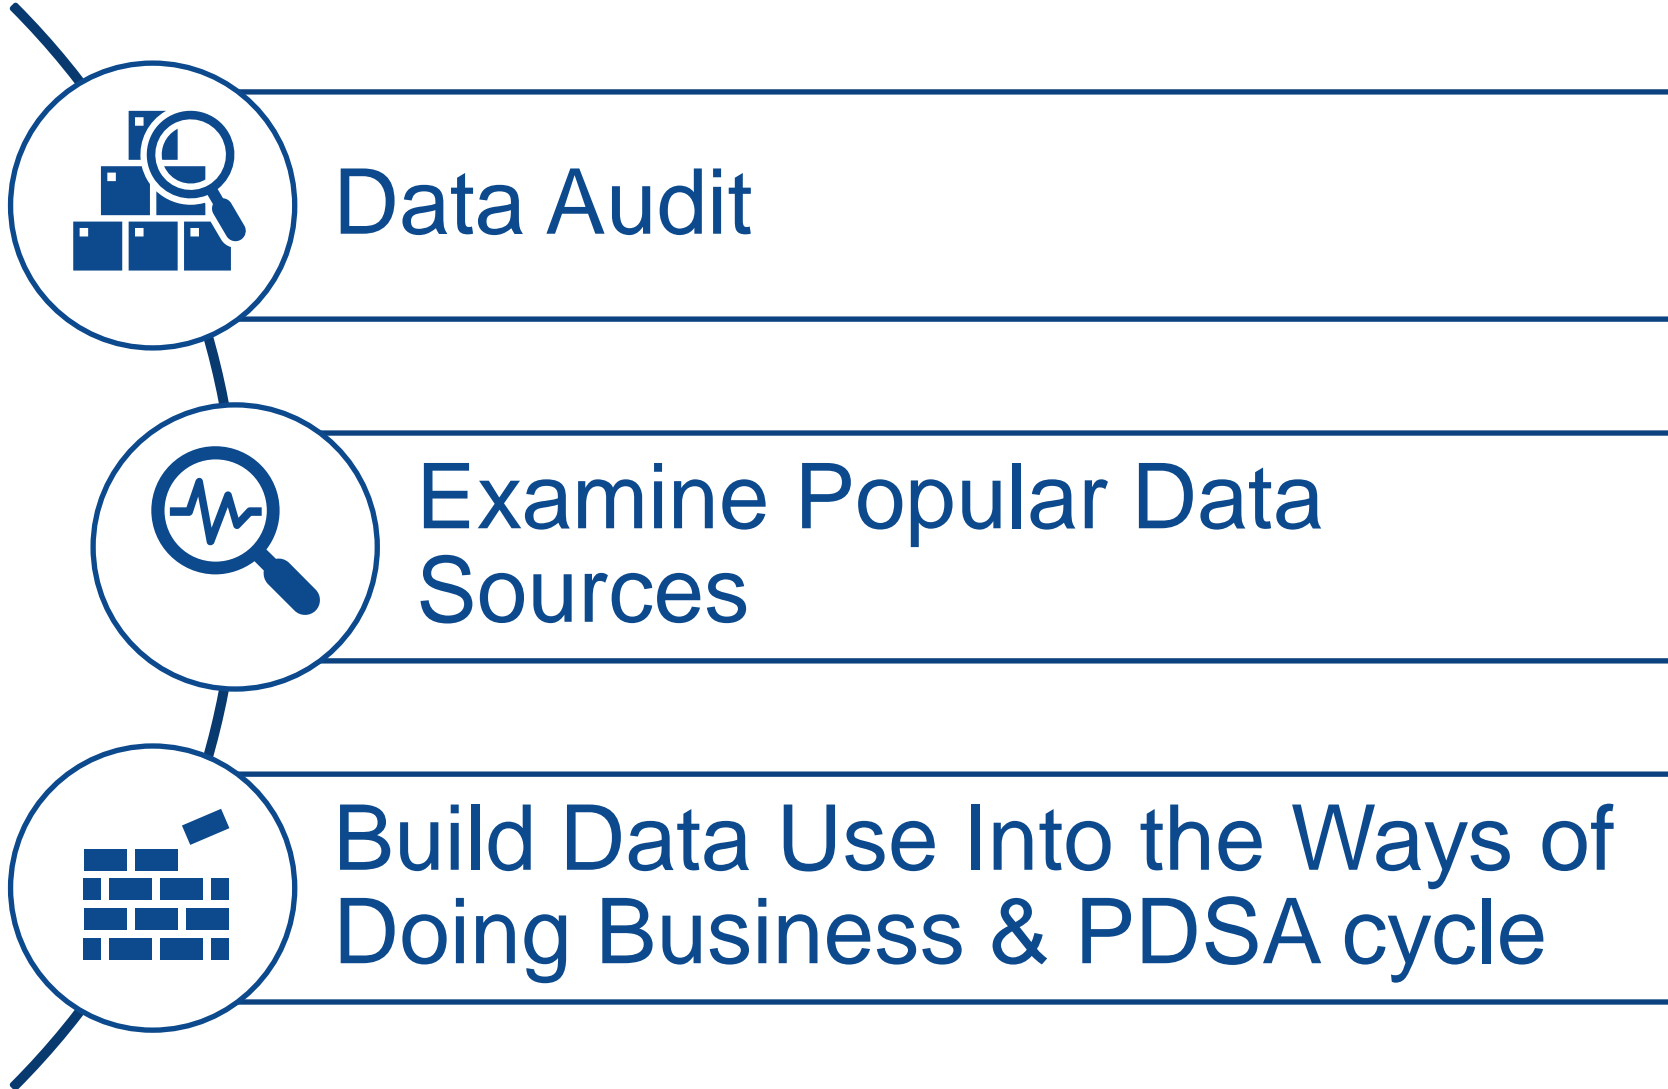 Data Audit
Examine Popular Data
Sources
Build Data Use Into the Ways of
Doing Business & PDSA cycle